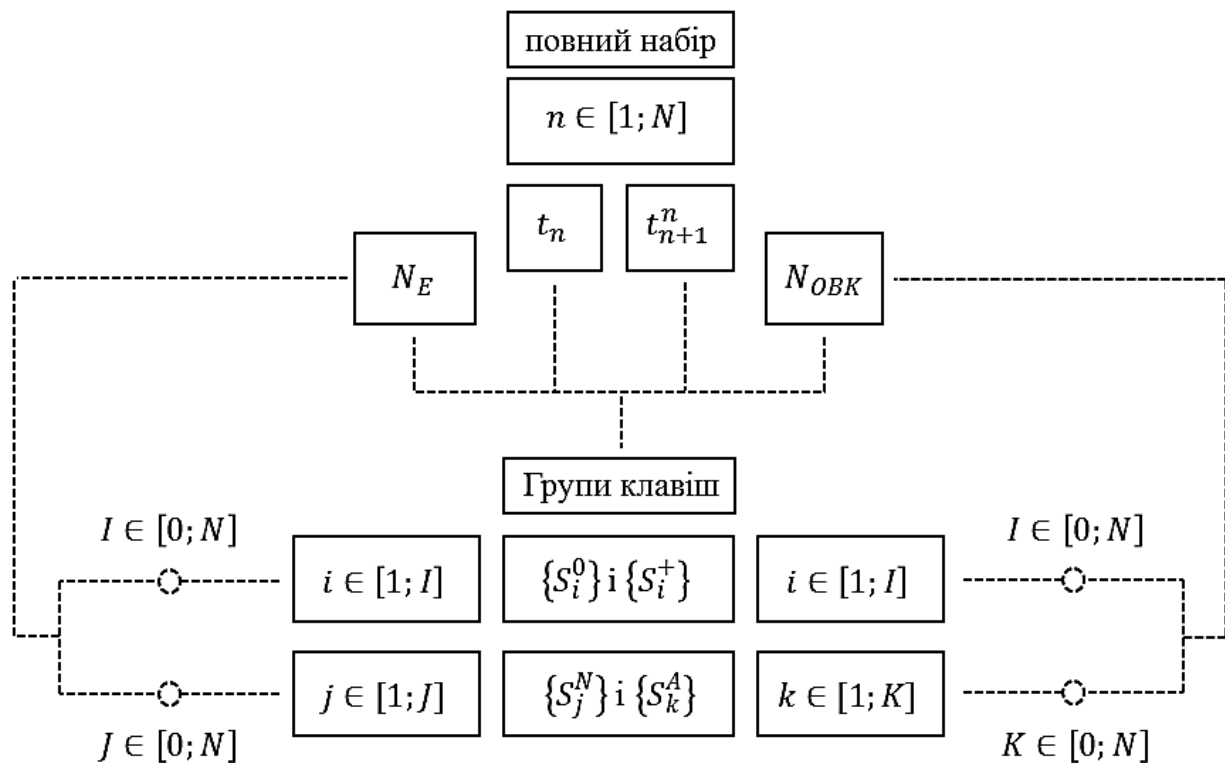 повний набір
n ∈ [1; N]
t_n t_{n+1}^n
N_E N_{ОВК}
Групи клавіш
I ∈ [0; N] I ∈ [0; N]
i ∈ [1; I] {S_i^0} і {S_i^+} i ∈ [1; I]
j ∈ [1; J] {S_j^N} і {S_k^A} k ∈ [1; K]
J ∈ [0; N] K ∈ [0; N]